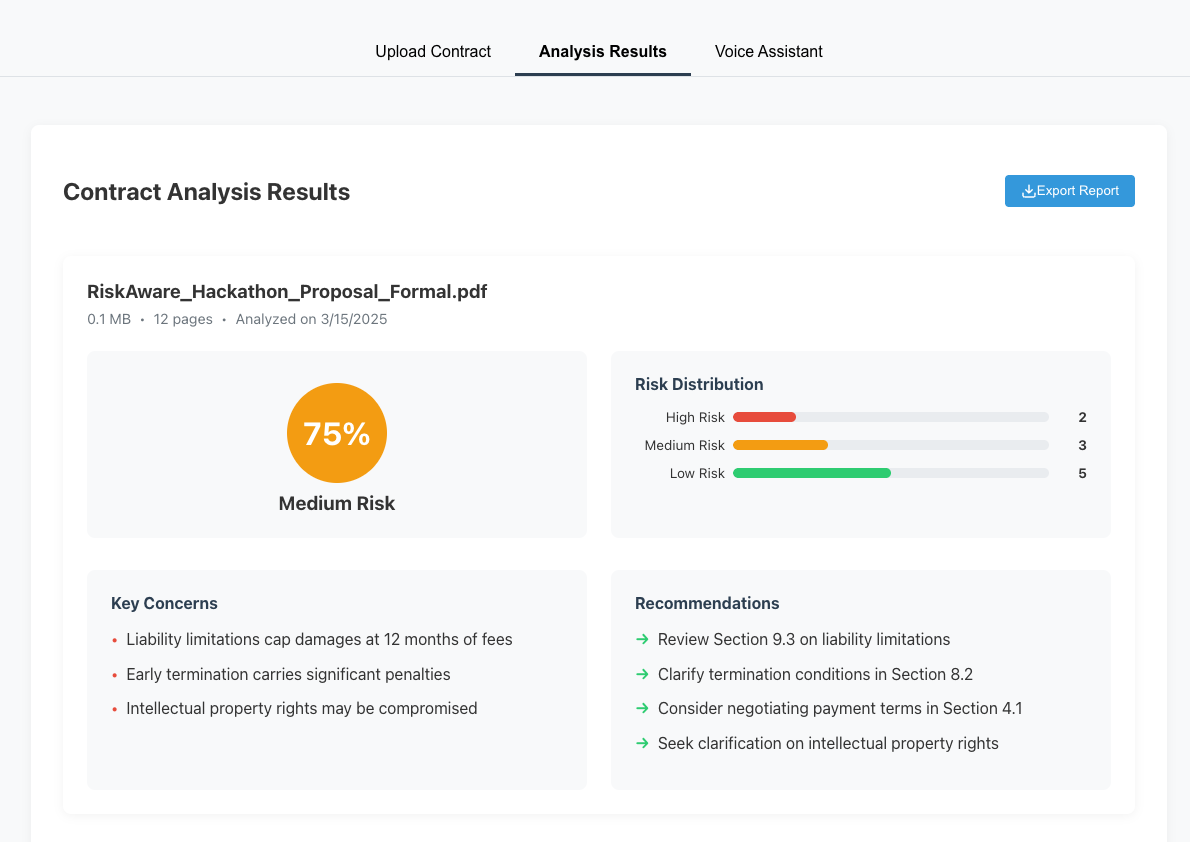 Upload Contract
Analysis Results
Voice Assistant
Contract Analysis Results
Export Report
RiskAware_Hackathon_Proposal_Formal.pdf
0.1 MB • 12 pages • Analyzed on 3/15/2025
75%
Medium Risk
Risk Distribution
High Risk 2
Medium Risk 3
Low Risk 5
Key Concerns
• Liability limitations cap damages at 12 months of fees
• Early termination carries significant penalties
• Intellectual property rights may be compromised
Recommendations
→ Review Section 9.3 on liability limitations
→ Clarify termination conditions in Section 8.2
→ Consider negotiating payment terms in Section 4.1
→ Seek clarification on intellectual property rights